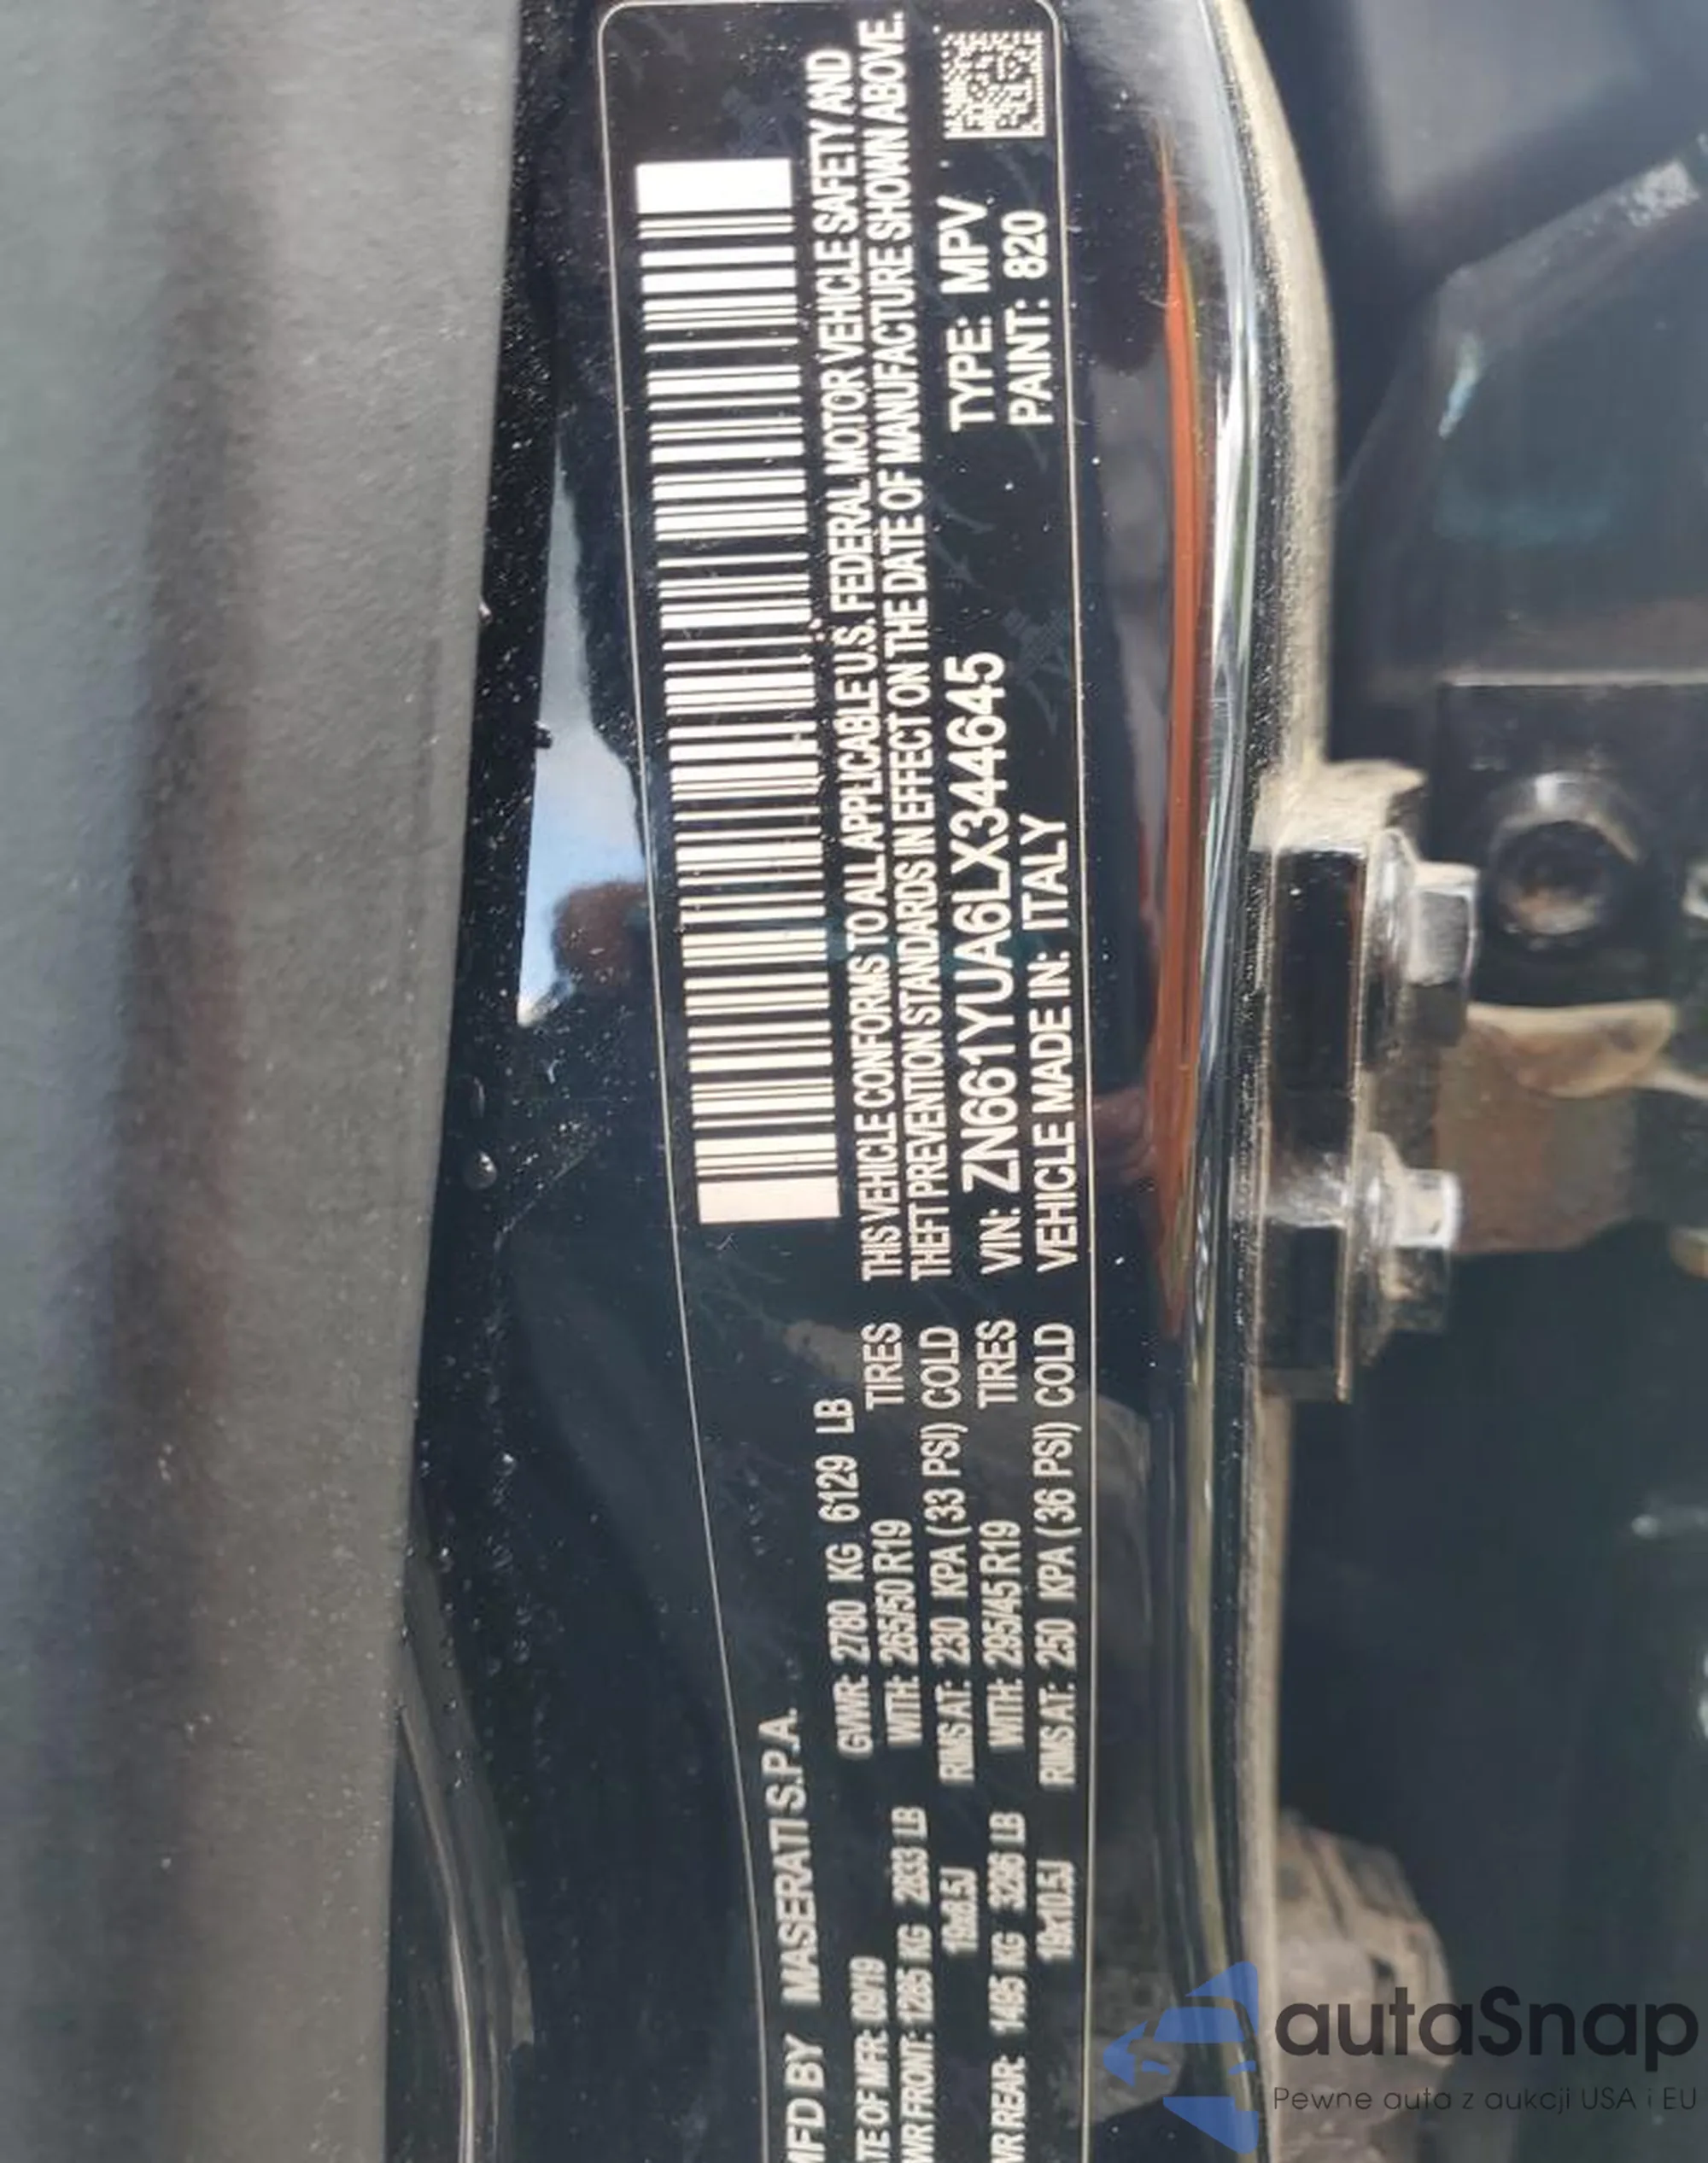 MFD BY MASERATI S.P.A.
TE OF MFR: 09/19 GVWR: 2780 KG 6129 LB
WR FRONT: 1285 KG 2833 LB WITH: 265/50 R19 TIRES
19x8.5J RIMS AT: 230 KPA (33 PSI) COLD
WR REAR: 1495 KG 3296 LB WITH: 295/45 R19 TIRES
19x10.5J RIMS AT: 250 KPA (36 PSI) COLD
THIS VEHICLE CONFORMS TO ALL APPLICABLE U.S. FEDERAL MOTOR VEHICLE SAFETY AND
THEFT PREVENTION STANDARDS IN EFFECT ON THE DATE OF MANUFACTURE SHOWN ABOVE.
VIN: ZN661YUA6LX344645 TYPE: MPV
VEHICLE MADE IN: ITALY PAINT: 820
autaSnap
Pewne auta z aukcji USA i EU